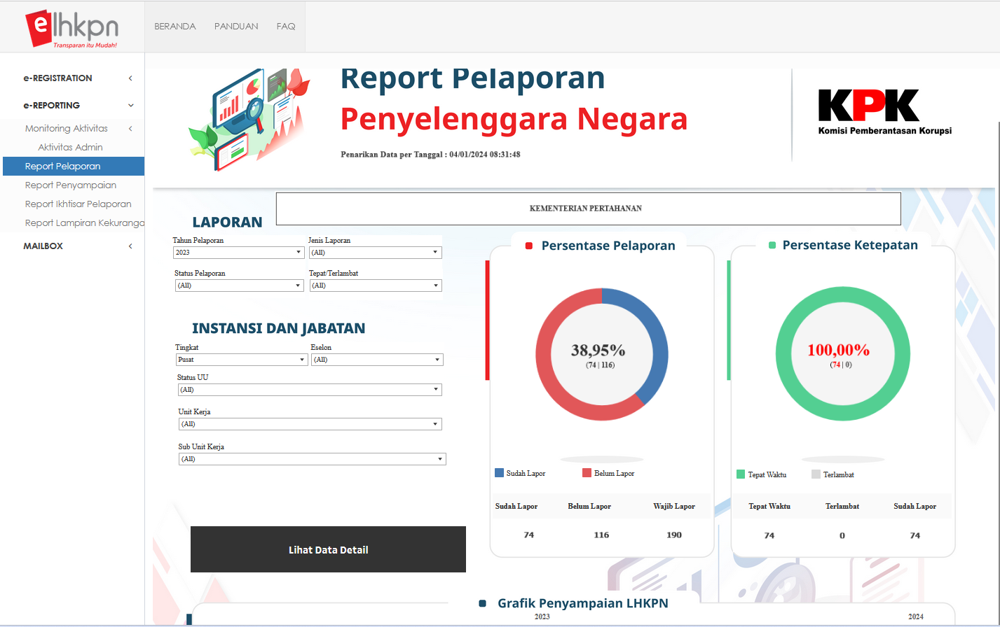 elhkpn
Transparan itu Mudah!
BERANDA PANDUAN FAQ
e-REGISTRATION
e-REPORTING
Monitoring Aktivitas
Aktivitas Admin
Report Pelaporan
Report Penyampaian
Report Ikhtisar Pelaporan
Report Lampiran Kekuranga
MAILBOX
Report Pelaporan
Penyelenggara Negara
Penarikan Data per Tanggal : 04/01/2024 08:31:48
KPK
Komisi Pemberantasan Korupsi
KEMENTERIAN PERTAHANAN
LAPORAN
Tahun Pelaporan Jenis Laporan
2023 (All)
Status Pelaporan Tepat/Terlambat
(All) (All)
INSTANSI DAN JABATAN
Tingkat Eselon
Pusat (All)
Status UU
(All)
Unit Kerja
(All)
Sub Unit Kerja
(All)
Lihat Data Detail
Persentase Pelaporan
38,95%
(74 | 116)
Sudah Lapor Belum Lapor
Sudah Lapor Belum Lapor Wajib Lapor
74 116 190
Persentase Ketepatan
100,00%
(74 | 0)
Tepat Waktu Terlambat
Tepat Waktu Terlambat Sudah Lapor
74 0 74
Grafik Penyampaian LHKPN
2023 2024